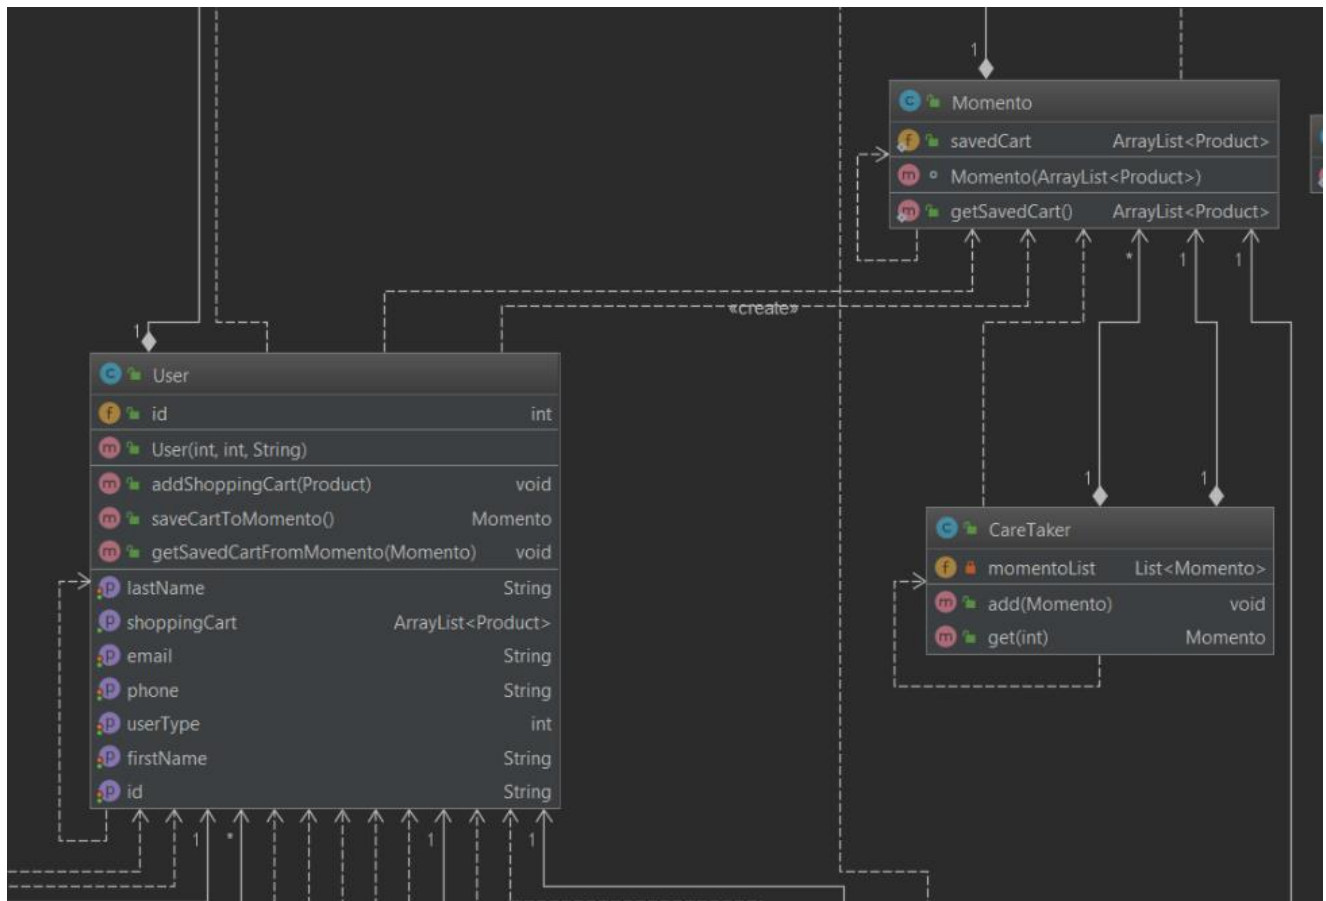 1
Momento
savedCart ArrayList<Product>
Momento(ArrayList<Product>)
getSavedCart() ArrayList<Product>
* 1 1
«create»
1
User
id int
User(int, int, String)
addShoppingCart(Product) void
saveCartToMomento() Momento
getSavedCartFromMomento(Momento) void
lastName String
shoppingCart ArrayList<Product>
email String
phone String
userType int
firstName String
id String
1 * 1 1
1 1
CareTaker
momentoList List<Momento>
add(Momento) void
get(int) Momento